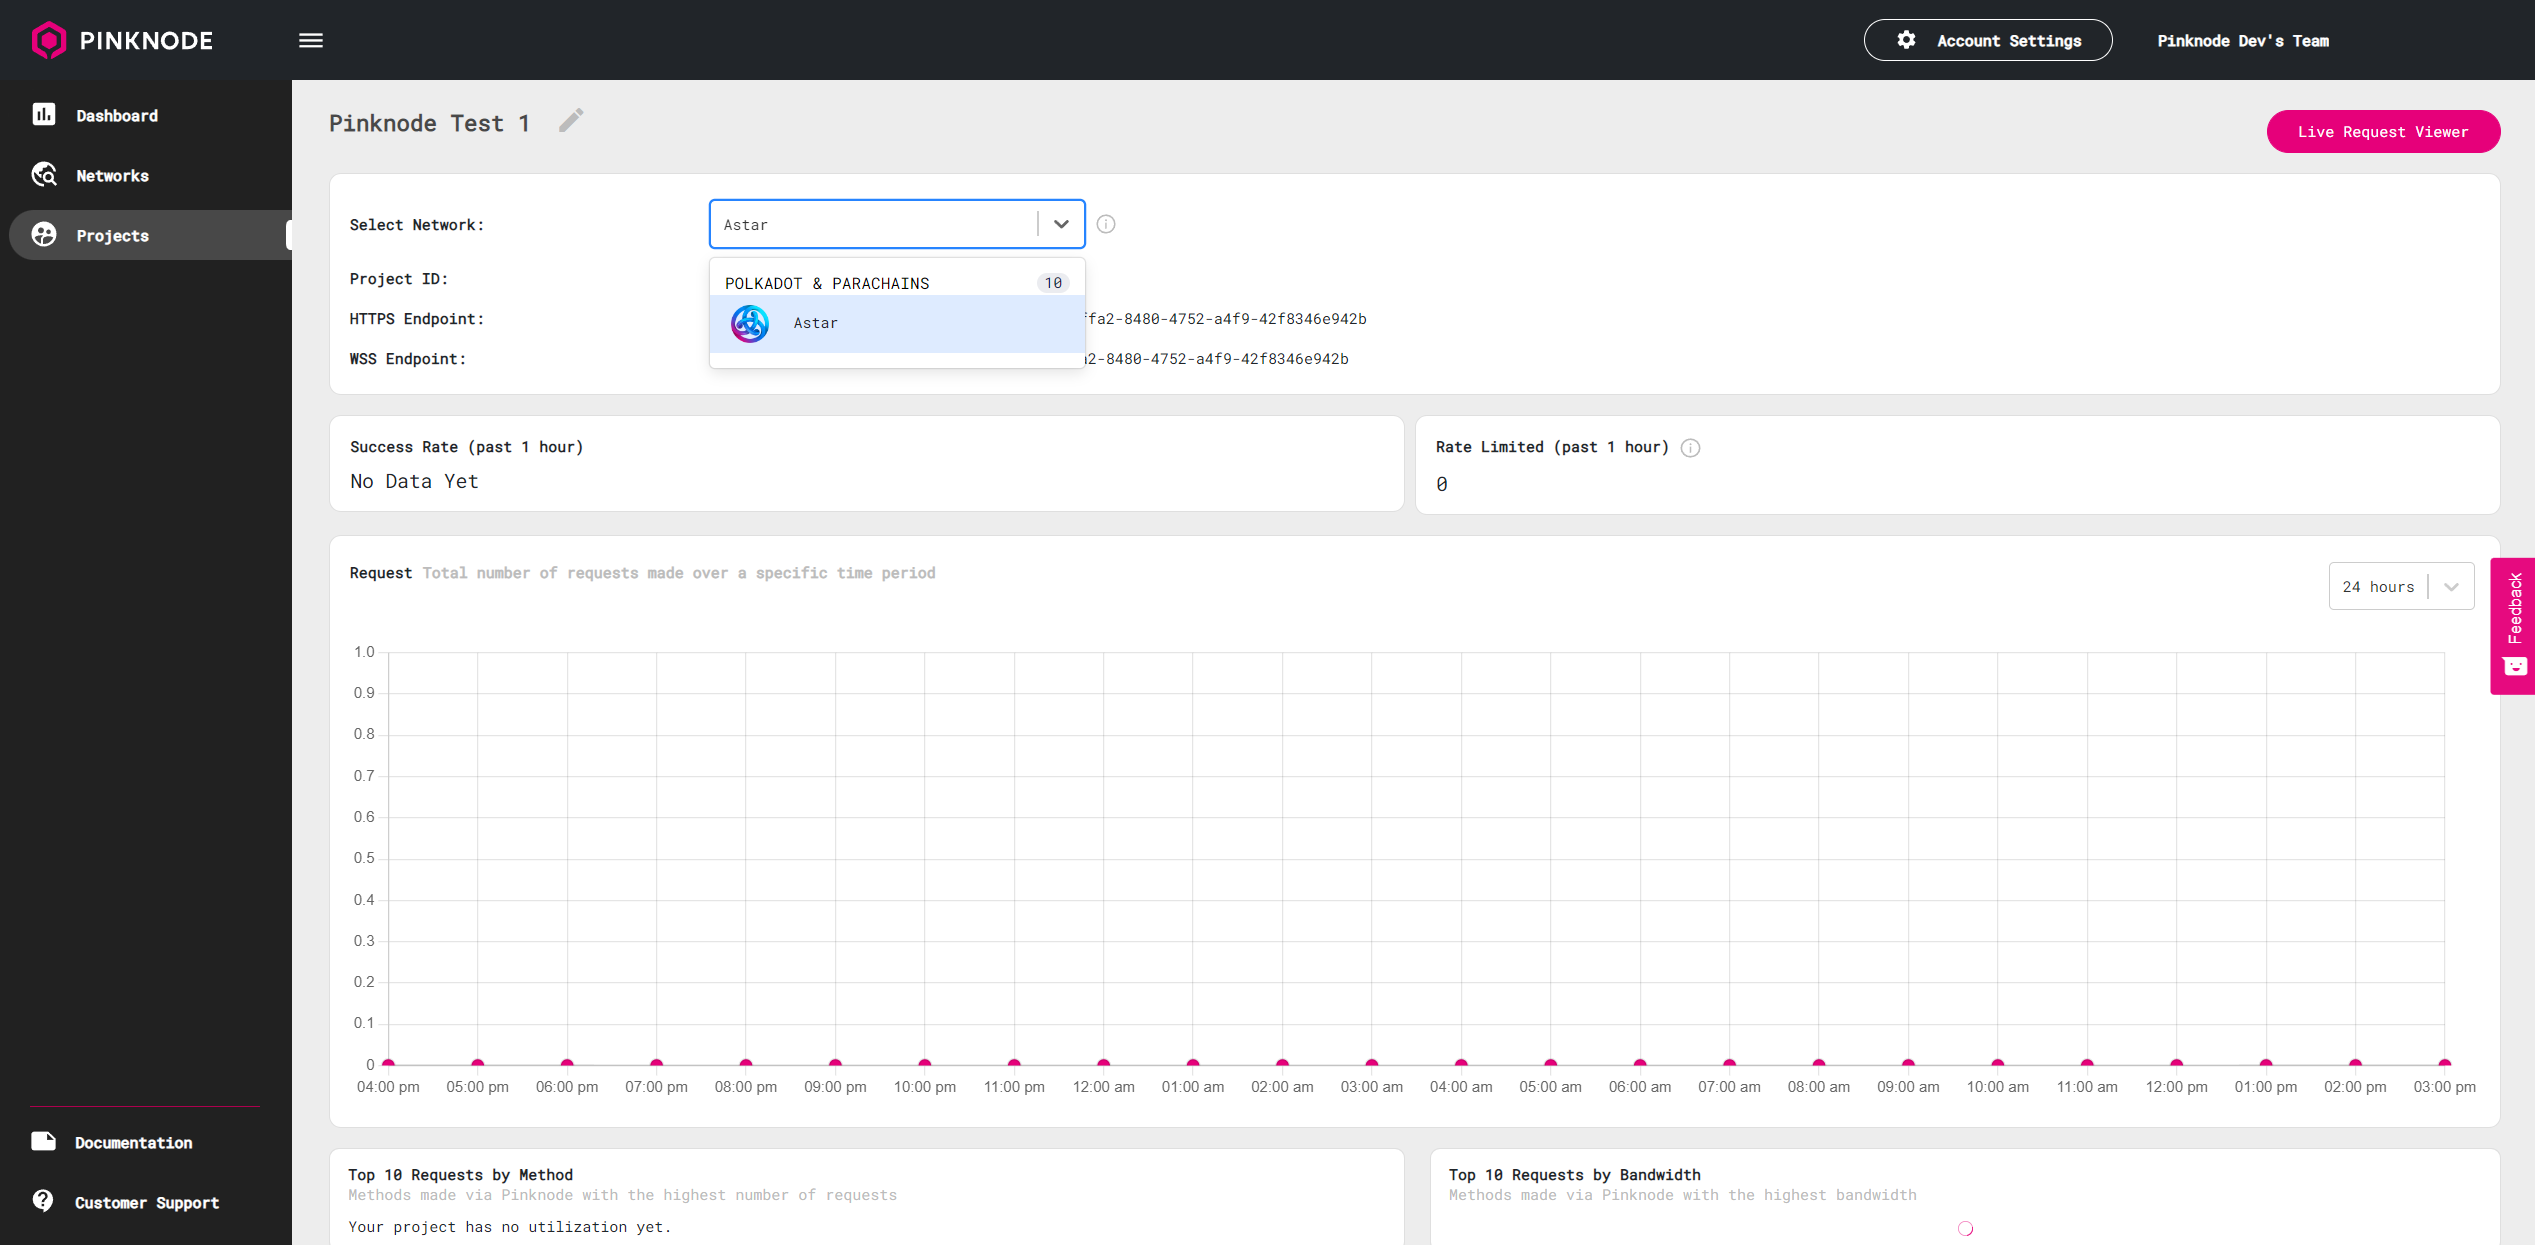 PINKNODE
Account Settings
Pinknode Dev's Team
Dashboard
Networks
Projects
Documentation
Customer Support
Pinknode Test 1
Live Request Viewer
Select Network:
Astar
POLKADOT & PARACHAINS 10
Astar
Project ID:
HTTPS Endpoint: ffa2-8480-4752-a4f9-42f8346e942b
WSS Endpoint: a2-8480-4752-a4f9-42f8346e942b
Success Rate (past 1 hour)
No Data Yet
Rate Limited (past 1 hour)
0
Request Total number of requests made over a specific time period
24 hours
Feedback
1.0
0.9
0.8
0.7
0.6
0.5
0.4
0.3
0.2
0.1
0
04:00 pm 05:00 pm 06:00 pm 07:00 pm 08:00 pm 09:00 pm 10:00 pm 11:00 pm 12:00 am 01:00 am 02:00 am 03:00 am 04:00 am 05:00 am 06:00 am 07:00 am 08:00 am 09:00 am 10:00 am 11:00 am 12:00 pm 01:00 pm 02:00 pm 03:00 pm
Top 10 Requests by Method
Methods made via Pinknode with the highest number of requests
Your project has no utilization yet.
Top 10 Requests by Bandwidth
Methods made via Pinknode with the highest bandwidth